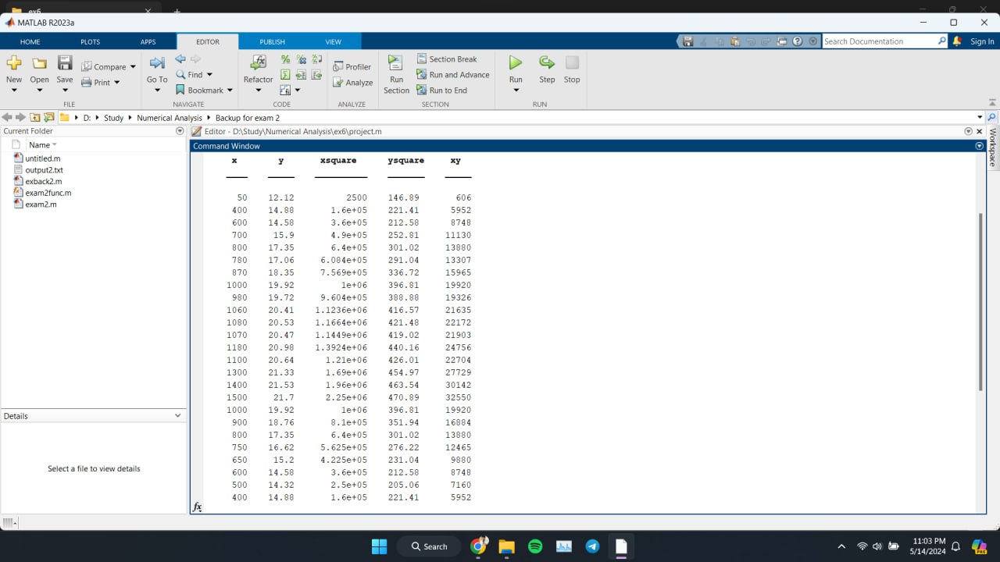 ex6
MATLAB R2023a
HOME PLOTS APPS EDITOR PUBLISH VIEW Search Documentation Sign In
New Open Save Compare Print Go To Find Bookmark Refactor Profiler Analyze Run Section Section Break Run and Advance Run to End Run Step Stop
FILE NAVIGATE CODE ANALYZE SECTION RUN
D: Study Numerical Analysis Backup for exam 2
Current Folder
Name
untitled.m
output2.txt
exback2.m
exam2func.m
exam2.m
Details
Select a file to view details
Editor - D:\Study\Numerical Analysis\ex6\project.m
Command Window
x y xsquare ysquare xy
50 12.12 2500 146.89 606
400 14.88 1.6e+05 221.41 5952
600 14.58 3.6e+05 212.58 8748
700 15.9 4.9e+05 252.81 11130
800 17.35 6.4e+05 301.02 13880
780 17.06 6.084e+05 291.04 13307
870 18.35 7.569e+05 336.72 15965
1000 19.92 1e+06 396.81 19920
980 19.72 9.604e+05 388.88 19326
1060 20.41 1.1236e+06 416.57 21635
1080 20.53 1.1664e+06 421.48 22172
1070 20.47 1.1449e+06 419.02 21903
1180 20.98 1.3924e+06 440.16 24756
1100 20.64 1.21e+06 426.01 22704
1300 21.33 1.69e+06 454.97 27729
1400 21.53 1.96e+06 463.54 30142
1500 21.7 2.25e+06 470.89 32550
1000 19.92 1e+06 396.81 19920
900 18.76 8.1e+05 351.94 16884
800 17.35 6.4e+05 301.02 13880
750 16.62 5.625e+05 276.22 12465
650 15.2 4.225e+05 231.04 9880
600 14.58 3.6e+05 212.58 8748
500 14.32 2.5e+05 205.06 7160
400 14.88 1.6e+05 221.41 5952
fx
Workspace
Search
11:03 PM
5/14/2024